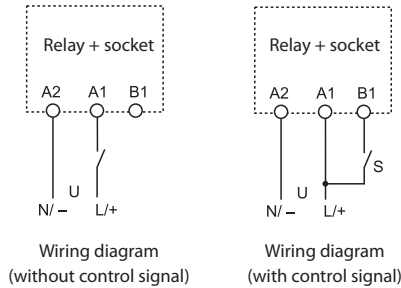 Relay + socket
A2 A1 B1
U
N/ – L/+
Wiring diagram
(without control signal)
Relay + socket
A2 A1 B1
S
U
N/ – L/+
Wiring diagram
(with control signal)